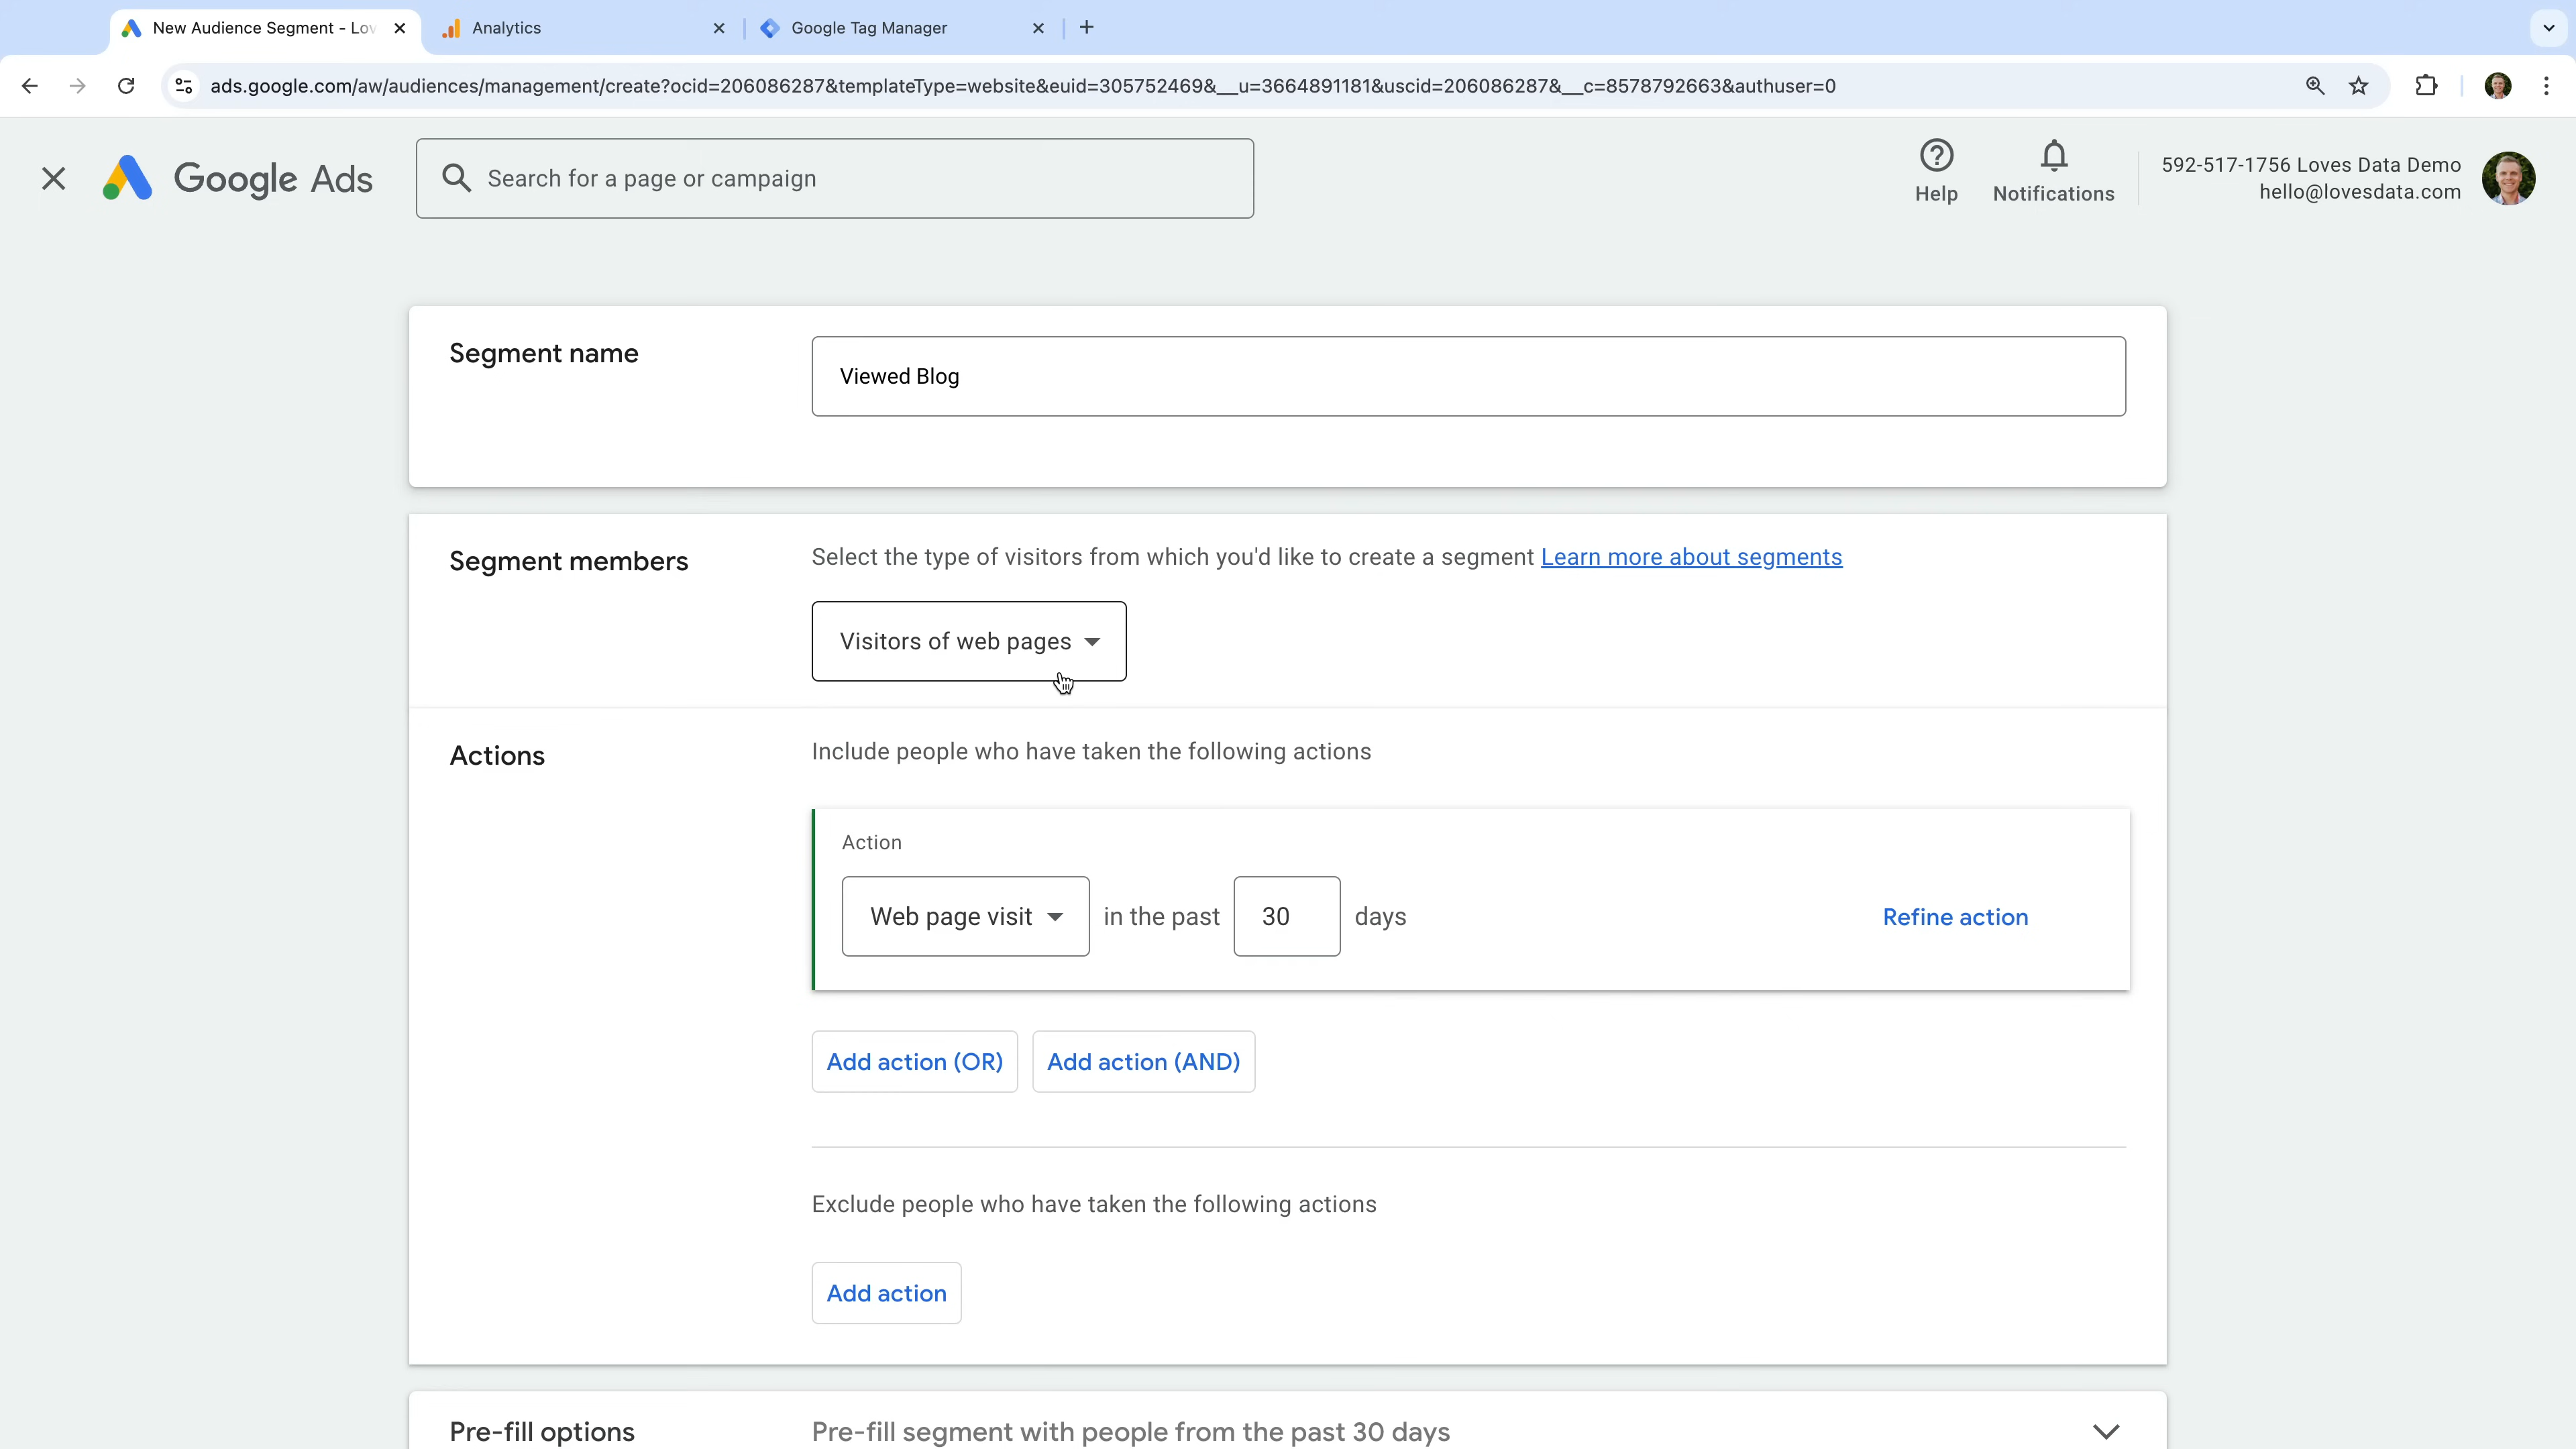 New Audience Segment - Lov
Analytics
Google Tag Manager
ads.google.com/aw/audiences/management/create?ocid=206086287&templateType=website&euid=305752469&__u=3664891181&uscid=206086287&__c=8578792663&authuser=0
Google Ads
Search for a page or campaign
Help
Notifications
592-517-1756 Loves Data Demo
hello@lovesdata.com
Segment name
Viewed Blog
Segment members
Select the type of visitors from which you'd like to create a segment Learn more about segments
Visitors of web pages
Actions
Include people who have taken the following actions
Action
Web page visit in the past 30 days Refine action
Add action (OR) Add action (AND)
Exclude people who have taken the following actions
Add action
Pre-fill options Pre-fill segment with people from the past 30 days